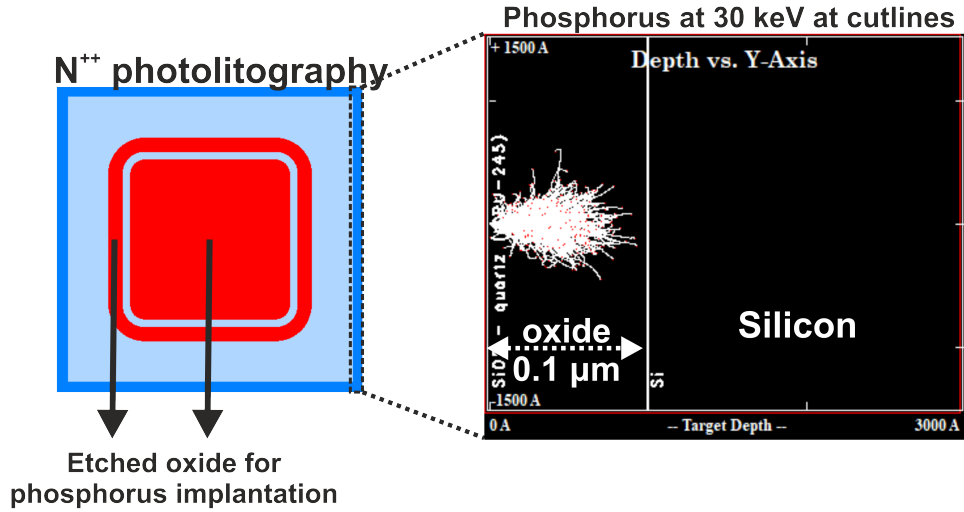 N++ photolitography
Etched oxide for
phosphorus implantation
Phosphorus at 30 keV at cutlines
+ 1500 A
Depth vs. Y-Axis
oxide
0.1 µm
Silicon
Si
-1500 A
0 A
-- Target Depth --
3000 A